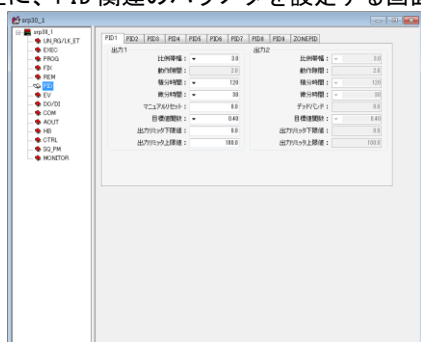 に、PID 関連のパラメタを設定する画面
srp30_1
srp30_1
UN_RG/LK_ET
EXEC
PROG
FIX
REM
PID
EV
DO/DI
COM
AOUT
HB
CTRL
SQ_PM
MONITOR
PID1 PID2 PID3 PID4 PID5 PID6 PID7 PID8 PID9 ZONEPID
出力1 出力2
比例帯幅： 3.0 比例帯幅： 3.0
動作隙間： 2.0 動作隙間： 2.0
積分時間： 120 積分時間： 120
微分時間： 30 微分時間： 30
マニュアルリセット： 0.0 デッドバンド： 0.0
目標値関数： 0.40 目標値関数： 0.40
出力リミッタ下限値： 0.0 出力リミッタ下限値： 0.0
出力リミッタ上限値： 100.0 出力リミッタ上限値： 100.0